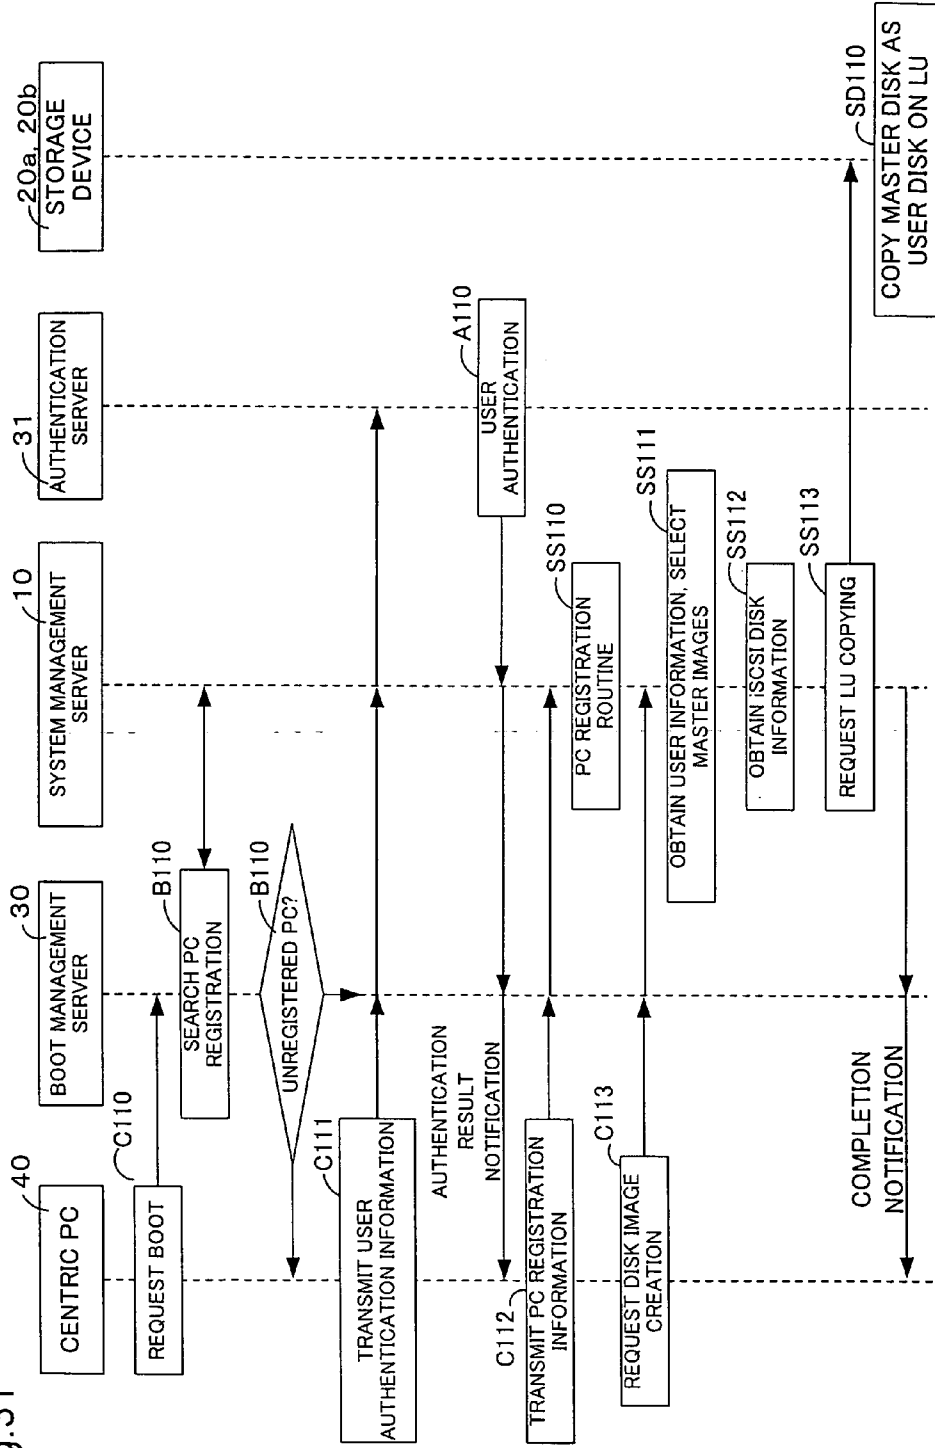 g.31
40
CENTRIC PC
30
BOOT MANAGEMENT
SERVER
10
SYSTEM MANAGEMENT
SERVER
31
AUTHENTICATION
SERVER
20a, 20b
STORAGE
DEVICE
C110
REQUEST BOOT
B110
SEARCH PC
REGISTRATION
B110
UNREGISTERED PC?
C111
TRANSMIT USER
AUTHENTICATION INFORMATION
A110
USER
AUTHENTICATION
AUTHENTICATION
RESULT
NOTIFICATION
C112
TRANSMIT PC REGISTRATION
INFORMATION
SS110
PC REGISTRATION
ROUTINE
C113
REQUEST DISK IMAGE
CREATION
SS111
OBTAIN USER INFORMATION, SELECT
MASTER IMAGES
SS112
OBTAIN iSCSI DISK
INFORMATION
SS113
REQUEST LU COPYING
SD110
COPY MASTER DISK AS
USER DISK ON LU
COMPLETION
NOTIFICATION